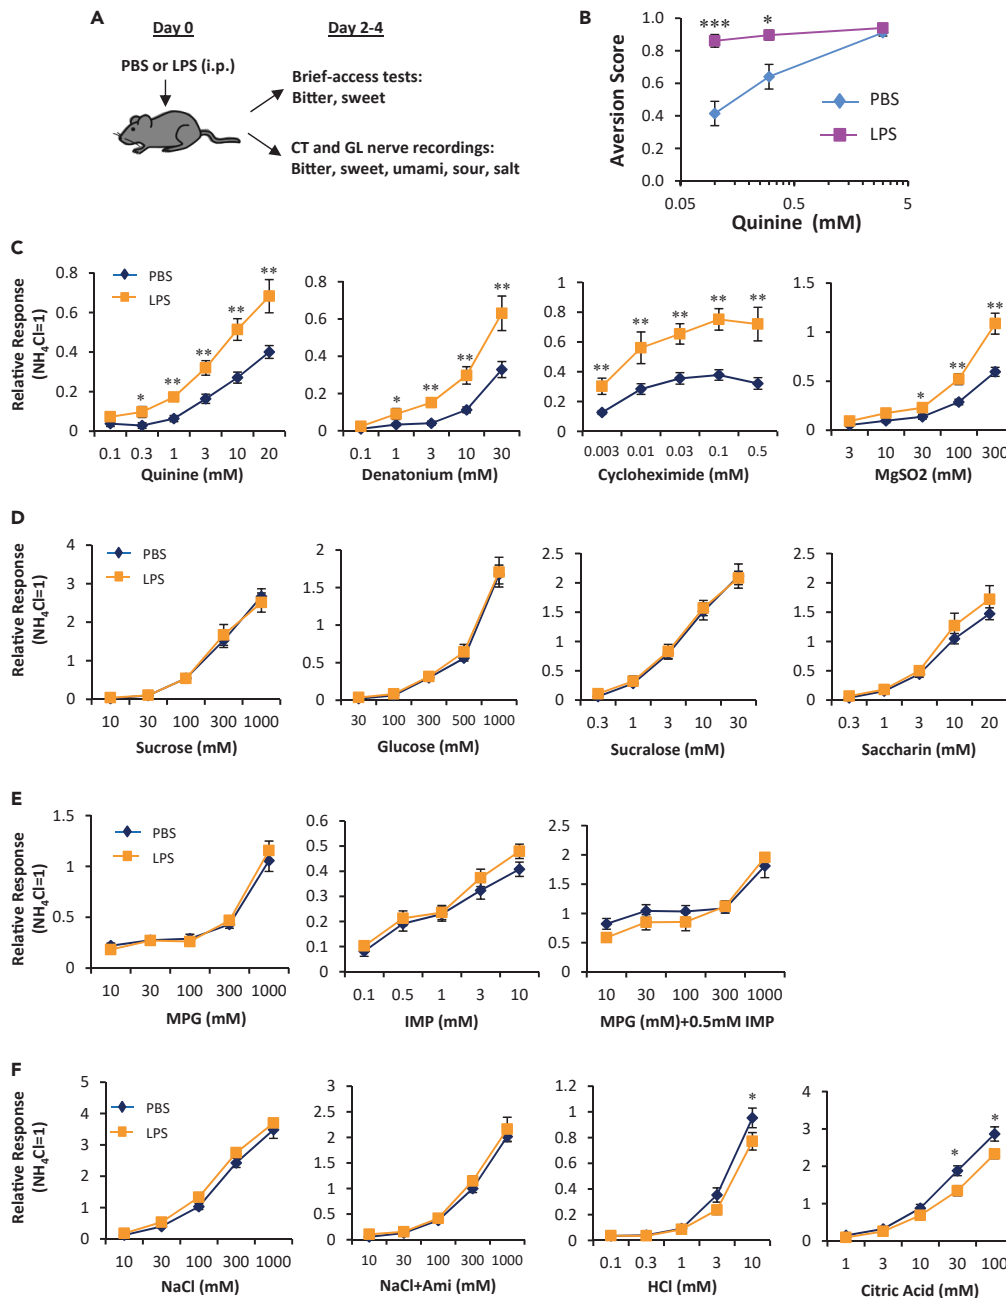 A
Day 0
Day 2-4
PBS or LPS (i.p.)
Brief-access tests:
Bitter, sweet
CT and GL nerve recordings:
Bitter, sweet, umami, sour, salt
B
Aversion Score
1.0
0.8
0.6
0.4
0.2
0.0
*** *
PBS
LPS
0.05 0.5 5
Quinine (mM)
C
Relative Response
(NH4Cl=1)
0.8
0.6
0.4
0.2
0
PBS
LPS
* ** ** ** **
0.1 0.3 1 3 10 20
Quinine (mM)
0.8
0.6
0.4
0.2
0
* ** ** **
0.1 1 3 10 30
Denatonium (mM)
1
0.8
0.6
0.4
0.2
0
** ** ** ** **
0.003 0.01 0.03 0.1 0.5
Cycloheximide (mM)
1.5
1
0.5
0
* ** **
3 10 30 100 300
MgSO2 (mM)
D
Relative Response
(NH4Cl=1)
4
3
2
1
0
PBS
LPS
10 30 100 300 1000
Sucrose (mM)
2
1.5
1
0.5
0
30 100 300 500 1000
Glucose (mM)
2.5
2
1.5
1
0.5
0
0.3 1 3 10 30
Sucralose (mM)
2.5
2
1.5
1
0.5
0
0.3 1 3 10 20
Saccharin (mM)
E
Relative Response
(NH4Cl=1)
1.5
1
0.5
0
PBS
LPS
10 30 100 300 1000
MPG (mM)
0.6
0.5
0.4
0.3
0.2
0.1
0
0.1 0.5 1 3 10
IMP (mM)
2.5
2
1.5
1
0.5
0
10 30 100 300 1000
MPG (mM)+0.5mM IMP
F
Relative Response
(NH4Cl=1)
5
4
3
2
1
0
PBS
LPS
10 30 100 300 1000
NaCl (mM)
3
2.5
2
1.5
1
0.5
0
10 30 100 300 1000
NaCl+Ami (mM)
1.2
1
0.8
0.6
0.4
0.2
0
*
0.1 0.3 1 3 10
HCl (mM)
4
3
2
1
0
* *
1 3 10 30 100
Citric Acid (mM)